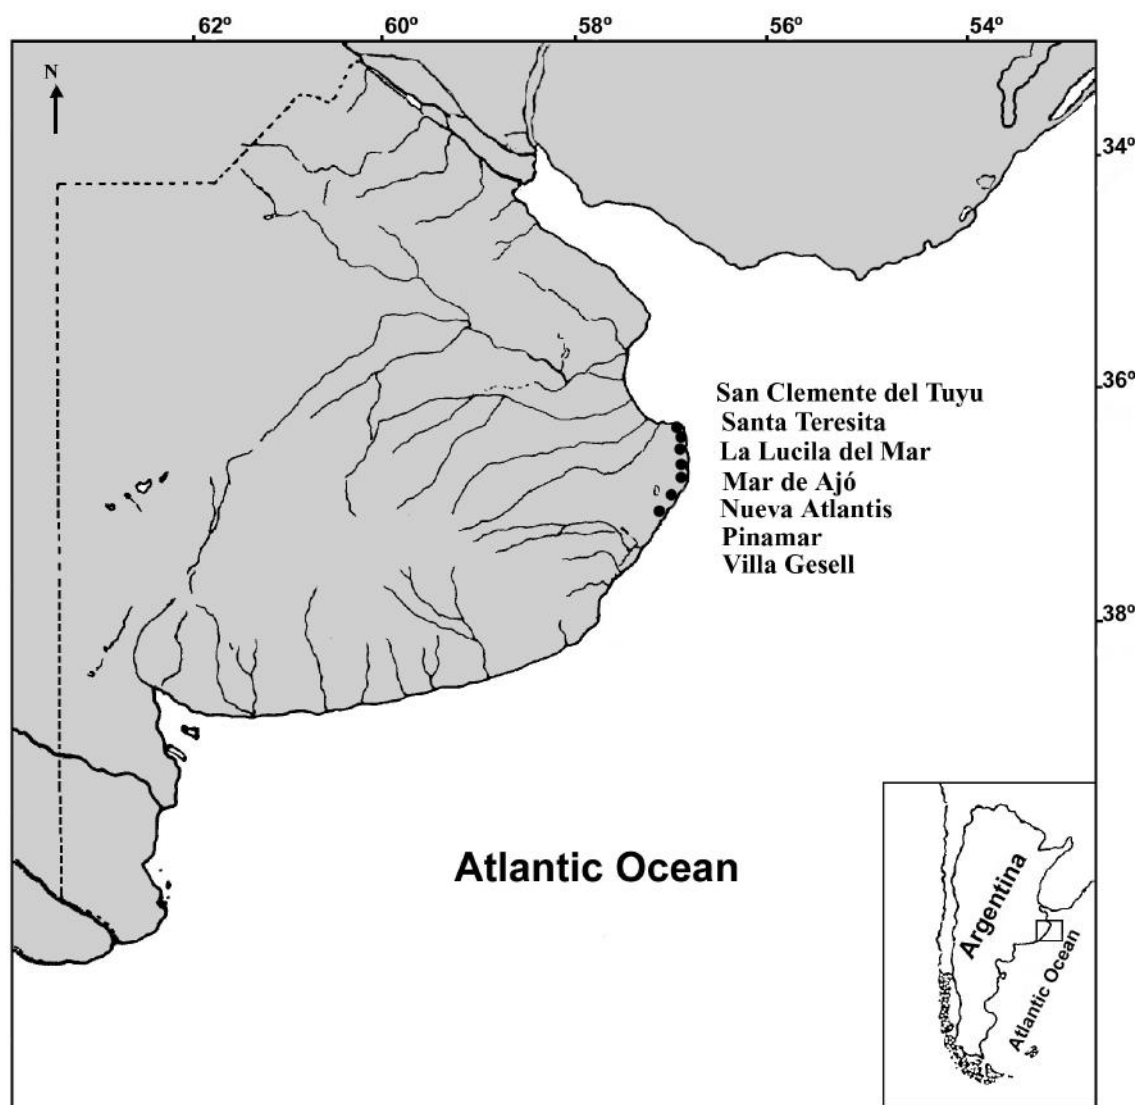 62º 60º 58º 56º 54º
N
34º
36º
San Clemente del Tuyu
Santa Teresita
La Lucila del Mar
Mar de Ajó
Nueva Atlantis
Pinamar
Villa Gesell
38º
Atlantic Ocean
Argentina
Atlantic Ocean